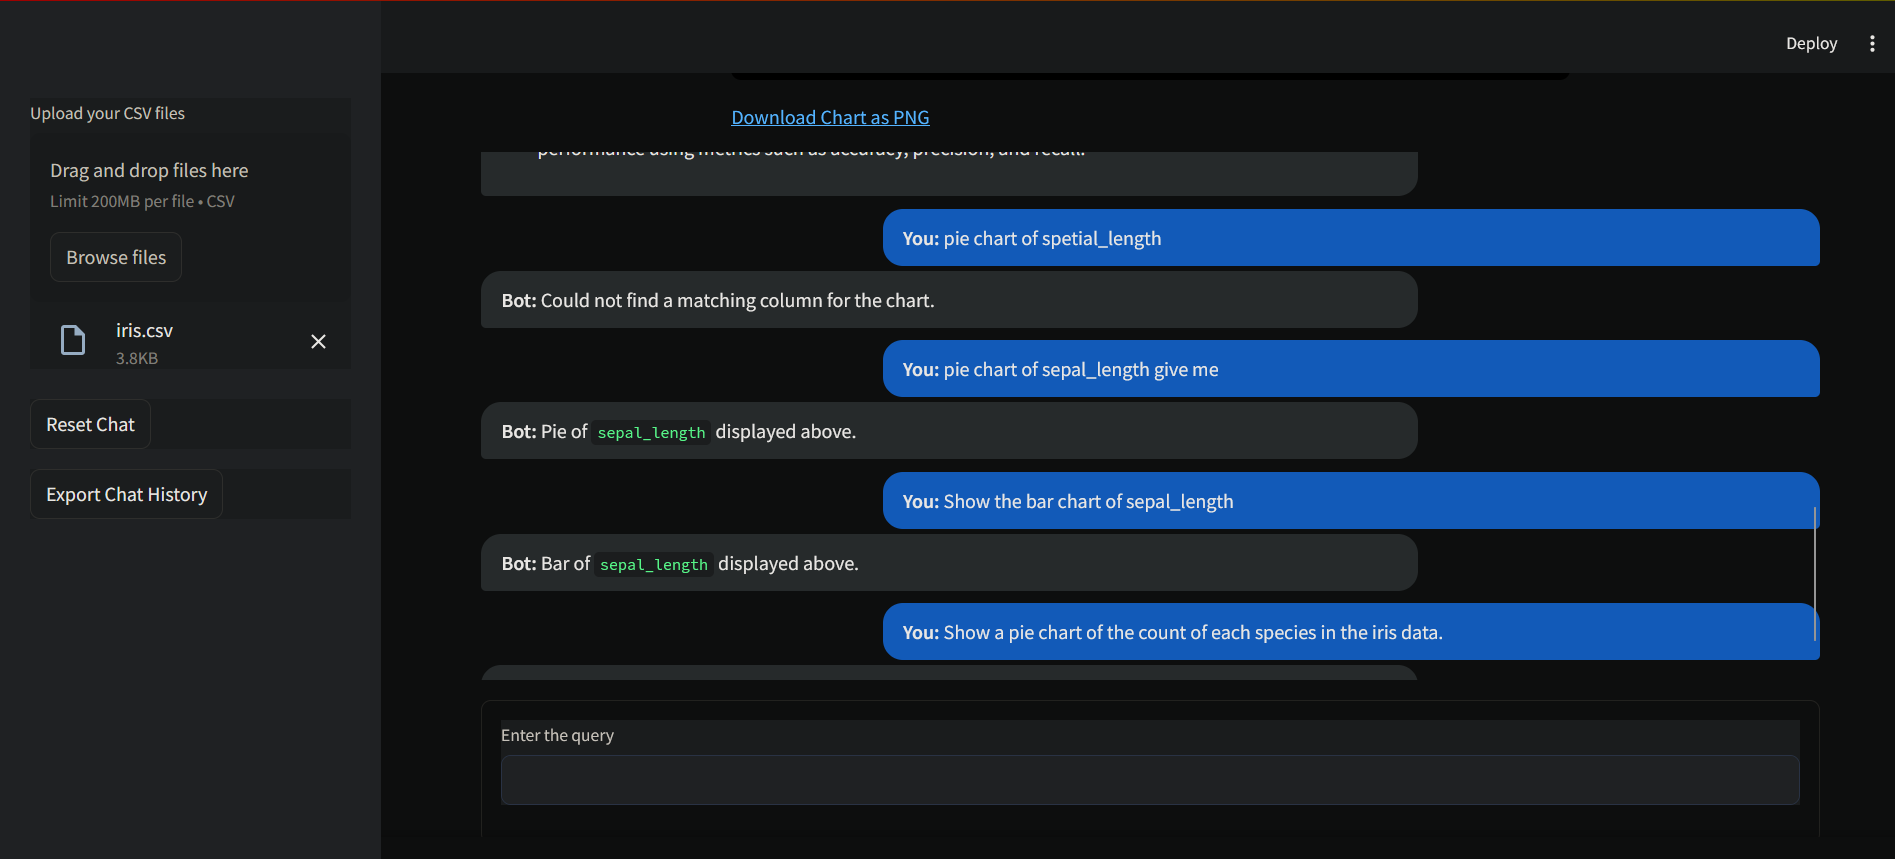 Deploy
Upload your CSV files
Drag and drop files here
Limit 200MB per file • CSV
Browse files
iris.csv
3.8KB
Reset Chat
Export Chat History
Download Chart as PNG
performance using metrics such as accuracy, precision, and recall.
You: pie chart of spetial_length
Bot: Could not find a matching column for the chart.
You: pie chart of sepal_length give me
Bot: Pie of sepal_length displayed above.
You: Show the bar chart of sepal_length
Bot: Bar of sepal_length displayed above.
You: Show a pie chart of the count of each species in the iris data.
Enter the query